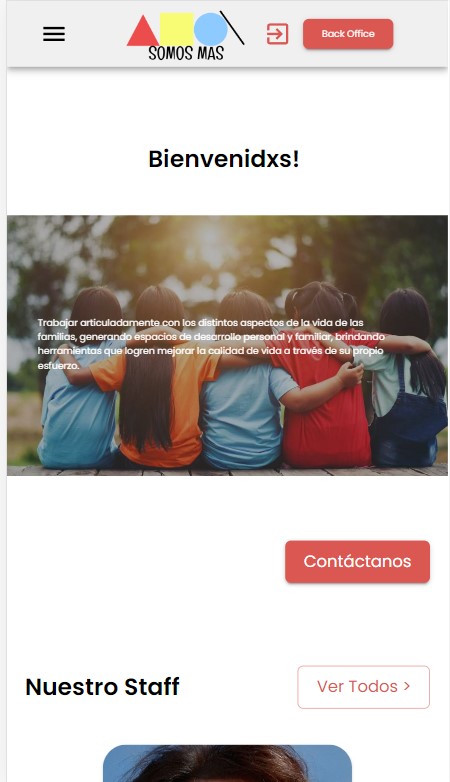 SOMOS MAS
Back Office
Bienvenidxs!
Trabajar articuladamente con los distintos aspectos de la vida de las
familias, generando espacios de desarrollo personal y familiar, brindando
herramientas que logren mejorar la calidad de vida a través de su propio
esfuerzo.
Contáctanos
Nuestro Staff
Ver Todos >